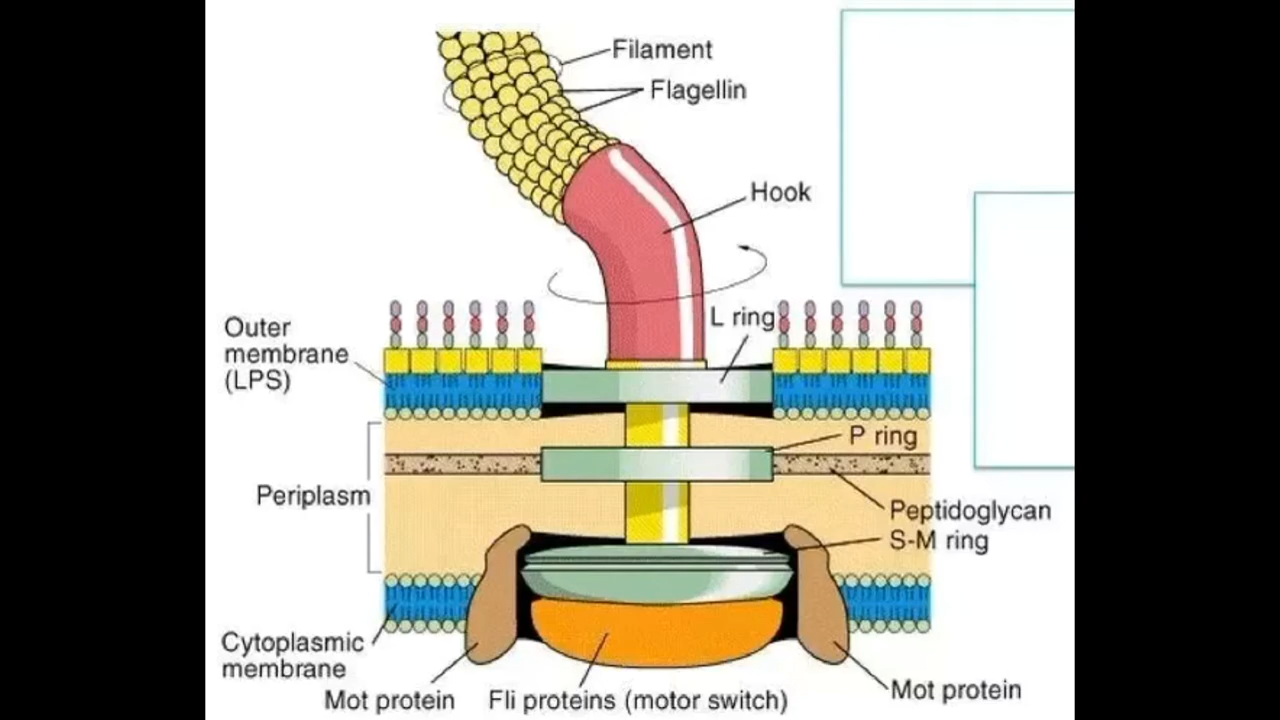 Filament
Flagellin
Hook
L ring
Outer
membrane
(LPS)
P ring
Periplasm
Peptidoglycan
S-M ring
Cytoplasmic
membrane
Mot protein
Fli proteins (motor switch)
Mot protein